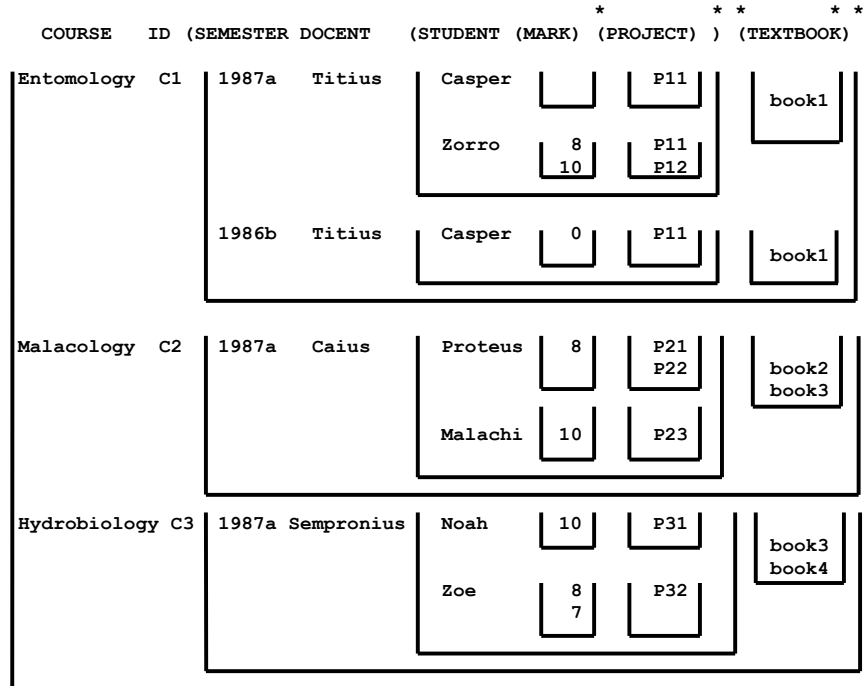 * * * * *
COURSE ID (SEMESTER DOCENT (STUDENT (MARK) (PROJECT) ) (TEXTBOOK)
Entomology C1 1987a Titius Casper P11
book1
Zorro 8 P11
10 P12
1986b Titius Casper 0 P11
book1
Malacology C2 1987a Caius Proteus 8 P21
P22 book2
book3
Malachi 10 P23
Hydrobiology C3 1987a Sempronius Noah 10 P31
book3
book4
Zoe 8 P32
7